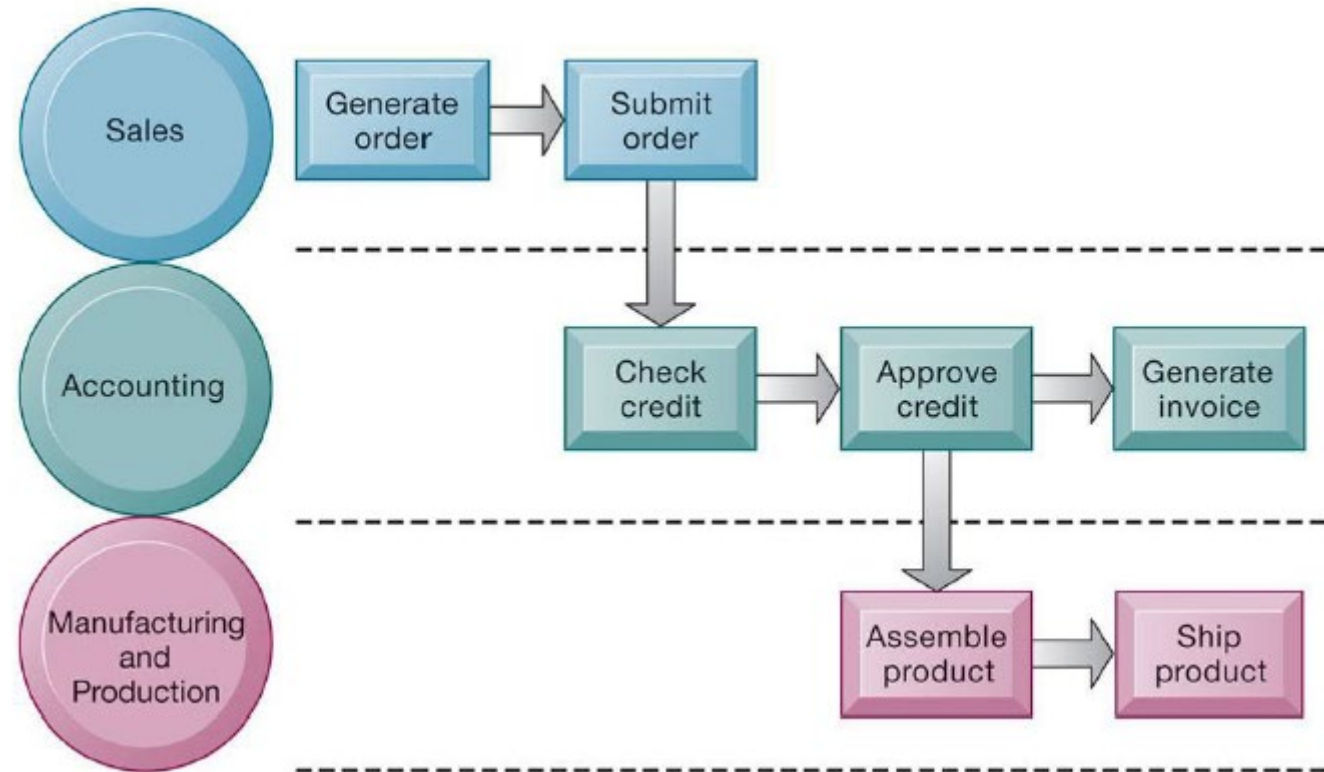 Sales
Generate
order
Submit
order
Accounting
Check
credit
Approve
credit
Generate
invoice
Manufacturing
and
Production
Assemble
product
Ship
product